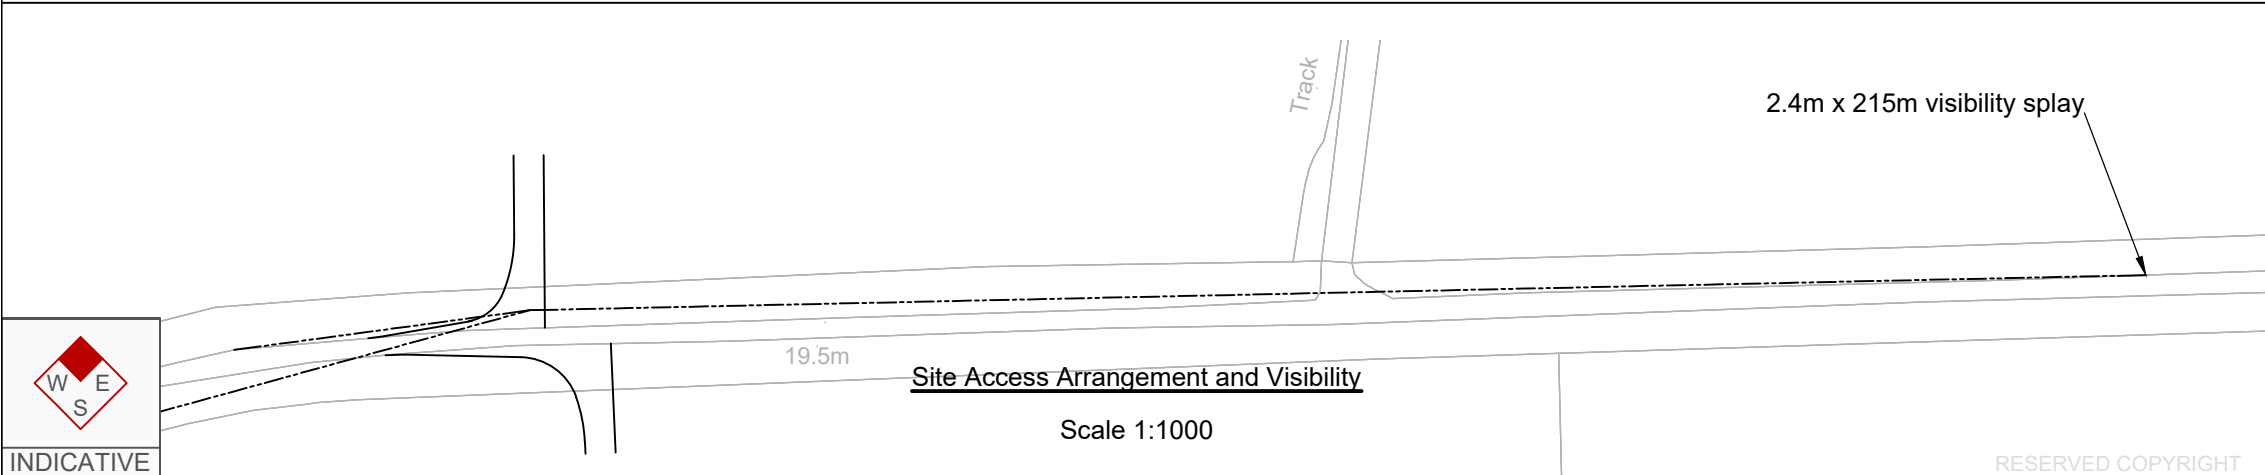 Track
2.4m x 215m visibility splay
19.5m
Site Access Arrangement and Visibility
Scale 1:1000
W E
S
INDICATIVE
RESERVED COPYRIGHT